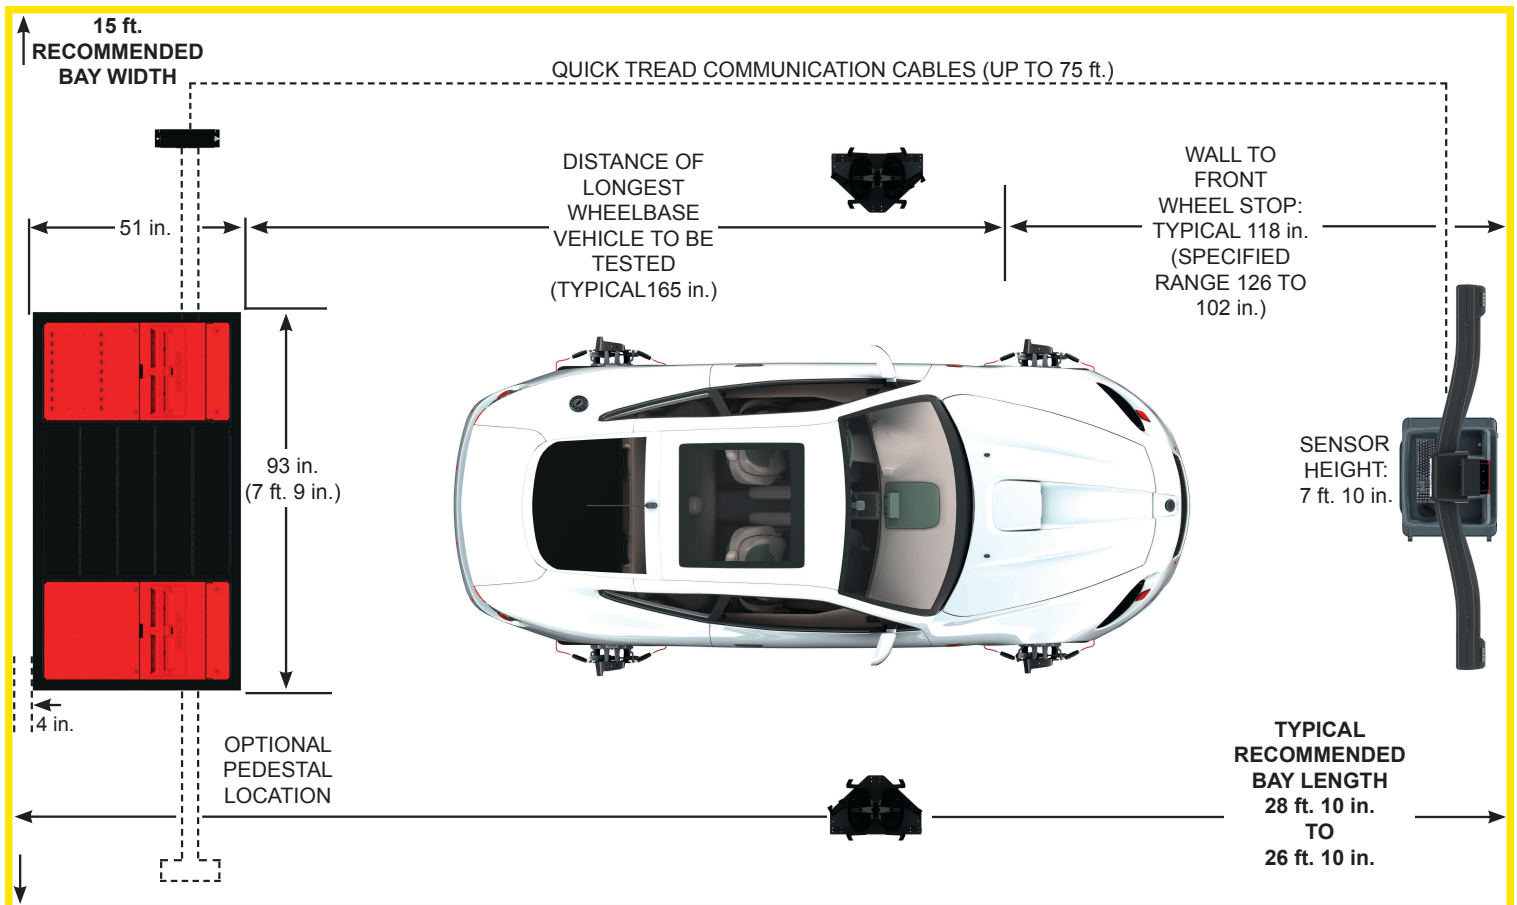 15 ft.
RECOMMENDED
BAY WIDTH
QUICK TREAD COMMUNICATION CABLES (UP TO 75 ft.)
51 in.
DISTANCE OF
LONGEST
WHEELBASE
VEHICLE TO BE
TESTED
(TYPICAL165 in.)
WALL TO
FRONT
WHEEL STOP:
TYPICAL 118 in.
(SPECIFIED
RANGE 126 TO
102 in.)
93 in.
(7 ft. 9 in.)
SENSOR
HEIGHT:
7 ft. 10 in.
4 in.
OPTIONAL
PEDESTAL
LOCATION
TYPICAL
RECOMMENDED
BAY LENGTH
28 ft. 10 in.
TO
26 ft. 10 in.